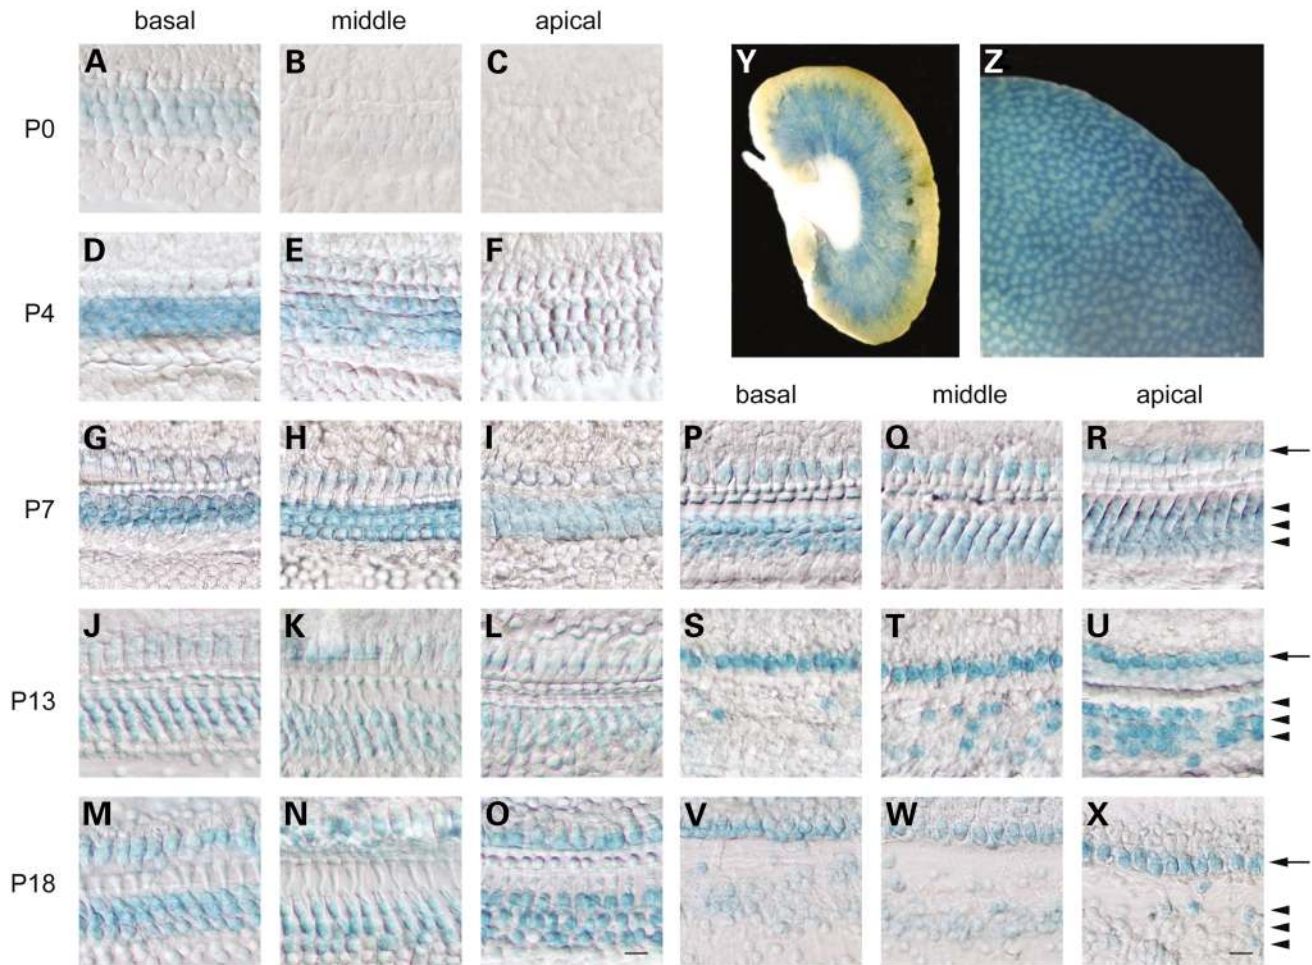 basal middle apical
P0 A B C Y Z
P4 D E F
basal middle apical
P7 G H I P Q R
P13 J K L S T U
P18 M N O V W X